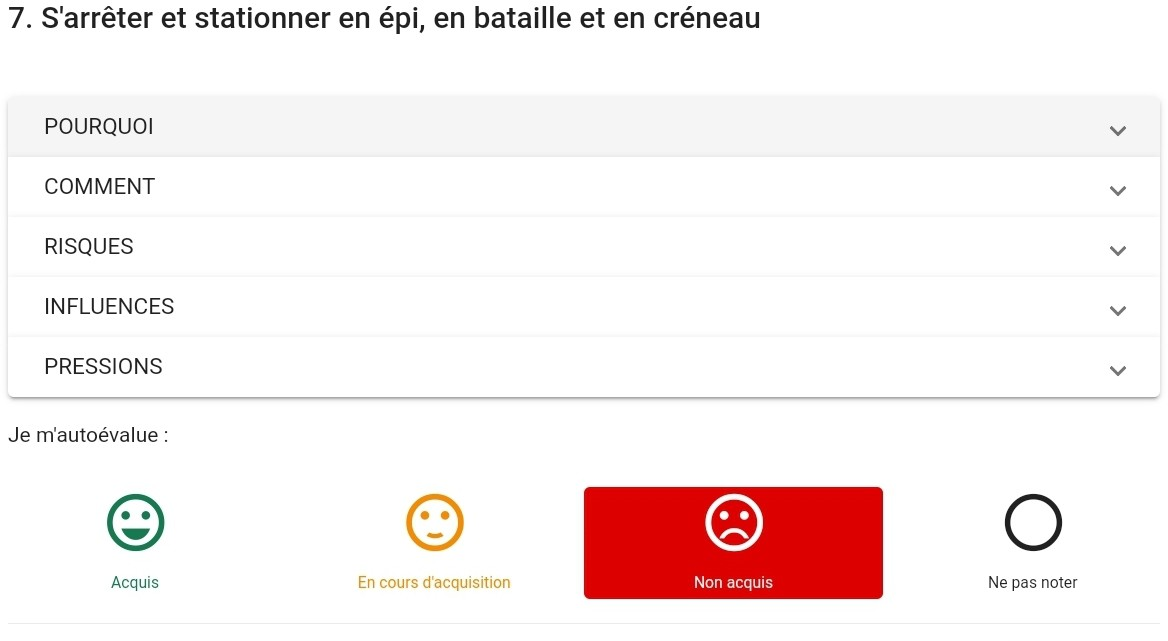 7. S'arrêter et stationner en épi, en bataille et en créneau
POURQUOI
COMMENT
RISQUES
INFLUENCES
PRESSIONS
Je m'autoévalue :
Acquis
En cours d'acquisition
Non acquis
Ne pas noter